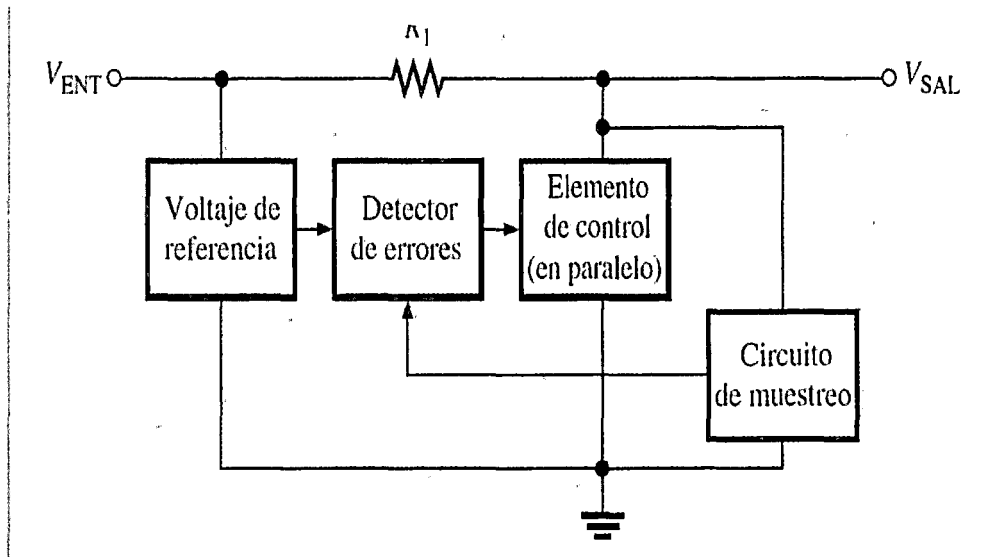 R1
VENT
VSAL
Voltaje de
referencia
Detector
de errores
Elemento
de control
(en paralelo)
Circuito
de muestreo